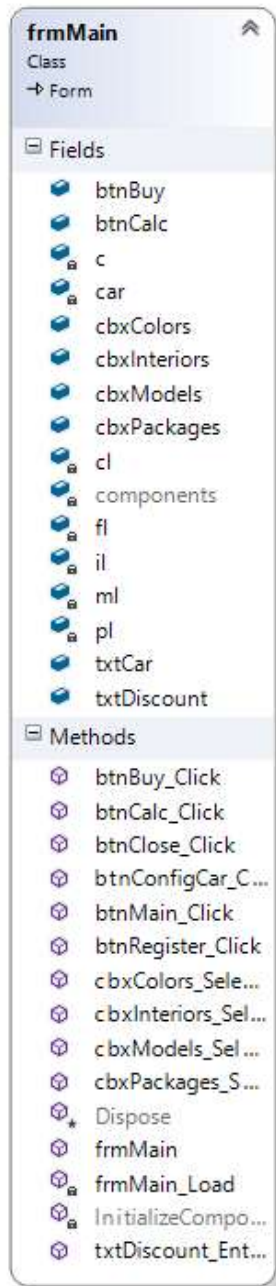 frmMain
Class
Form
Fields
btnBuy
btnCalc
c
car
cbxColors
cbxInteriors
cbxModels
cbxPackages
cl
components
fl
il
ml
pl
txtCar
txtDiscount
Methods
btnBuy_Click
btnCalc_Click
btnClose_Click
btnConfigCar_C...
btnMain_Click
btnRegister_Click
cbxColors_Sele...
cbxInteriors_Sel...
cbxModels_Sel...
cbxPackages_S...
Dispose
frmMain
frmMain_Load
InitializeCompo...
txtDiscount_Ent...